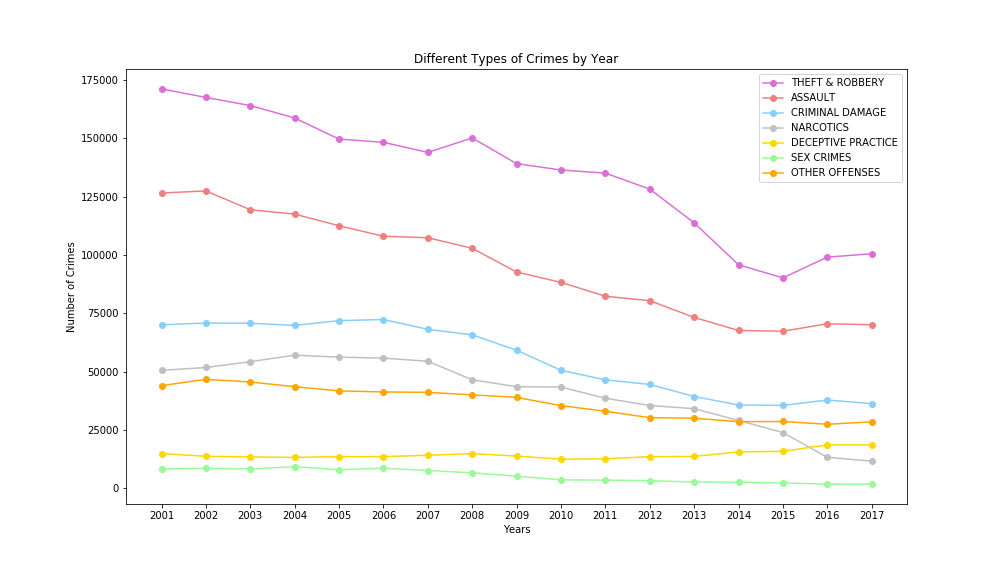 Different Types of Crimes by Year
175000
150000
125000
100000
75000
50000
25000
0
Number of Crimes
THEFT & ROBBERY
ASSAULT
CRIMINAL DAMAGE
NARCOTICS
DECEPTIVE PRACTICE
SEX CRIMES
OTHER OFFENSES
2001 2002 2003 2004 2005 2006 2007 2008 2009 2010 2011 2012 2013 2014 2015 2016 2017
Years